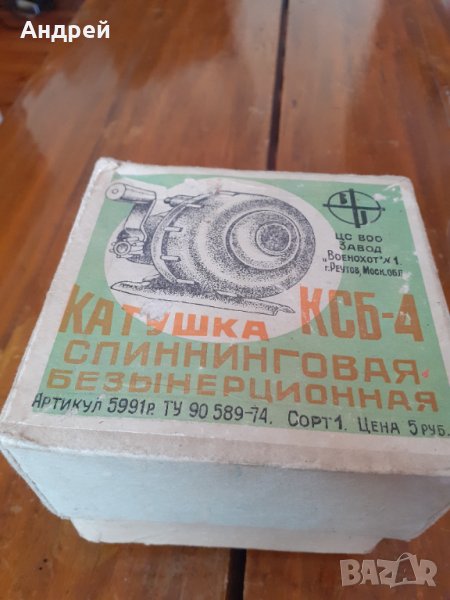 Андрей
ЦС ВОО
ЗАВОД
„ВОЕНОХОТ" №1.
г. РЕУТОВ, МОСК. ОБЛ
КАТУШКА КСБ-4
СПИННИНГОВАЯ
БЕЗЫНЕРЦИОННАЯ
АРТИКУЛ 5991р. ТУ 90 589-74. СОРТ 1. ЦЕНА 5 РУБ.
BAZAR